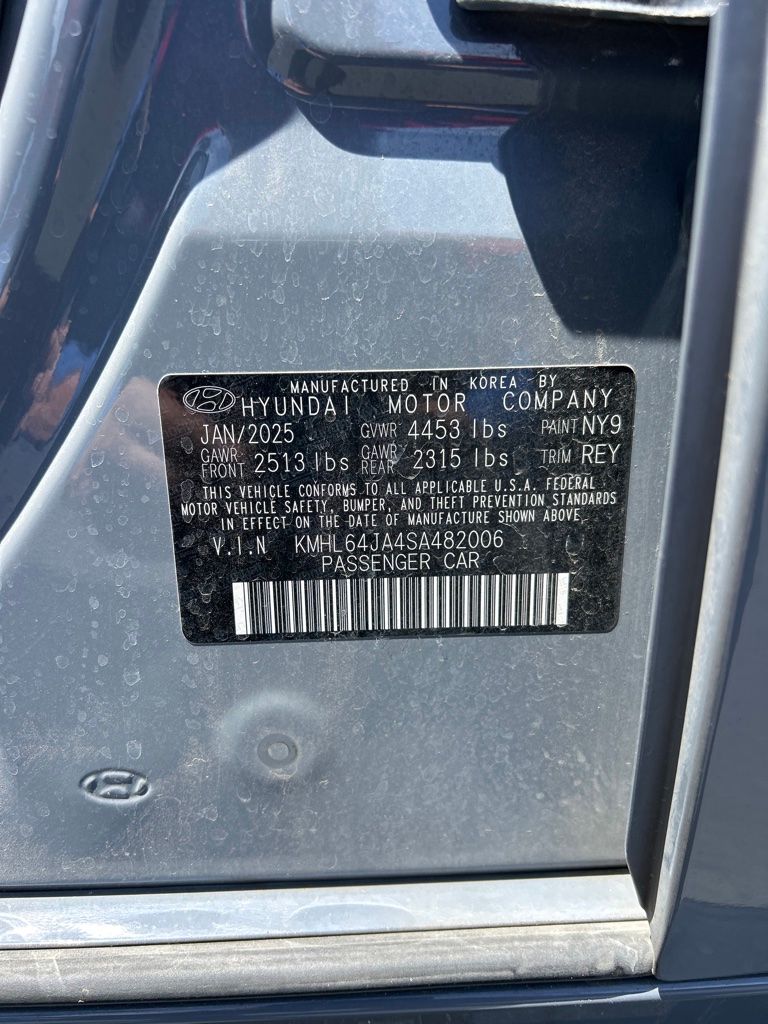 MANUFACTURED IN KOREA BY
HYUNDAI MOTOR COMPANY
JAN/2025 GVWR 4453 lbs PAINT NY9
GAWR FRONT 2513 lbs GAWR REAR 2315 lbs TRIM REY
THIS VEHICLE CONFORMS TO ALL APPLICABLE U.S.A. FEDERAL
MOTOR VEHICLE SAFETY, BUMPER, AND THEFT PREVENTION STANDARDS
IN EFFECT ON THE DATE OF MANUFACTURE SHOWN ABOVE
V.I.N KMHL64JA4SA482006
PASSENGER CAR